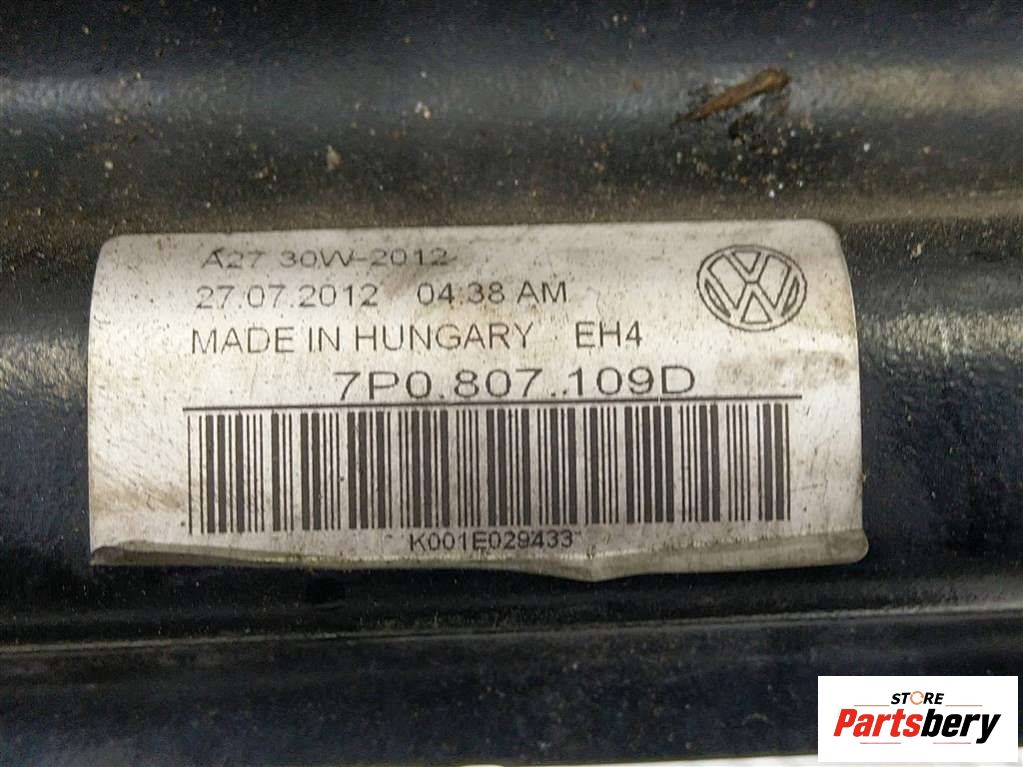 A27 30W-2012
27.07.2012 04:38 AM
MADE IN HUNGARY EH4
7P0.807.109D
K001E029433
STORE
Partsbery